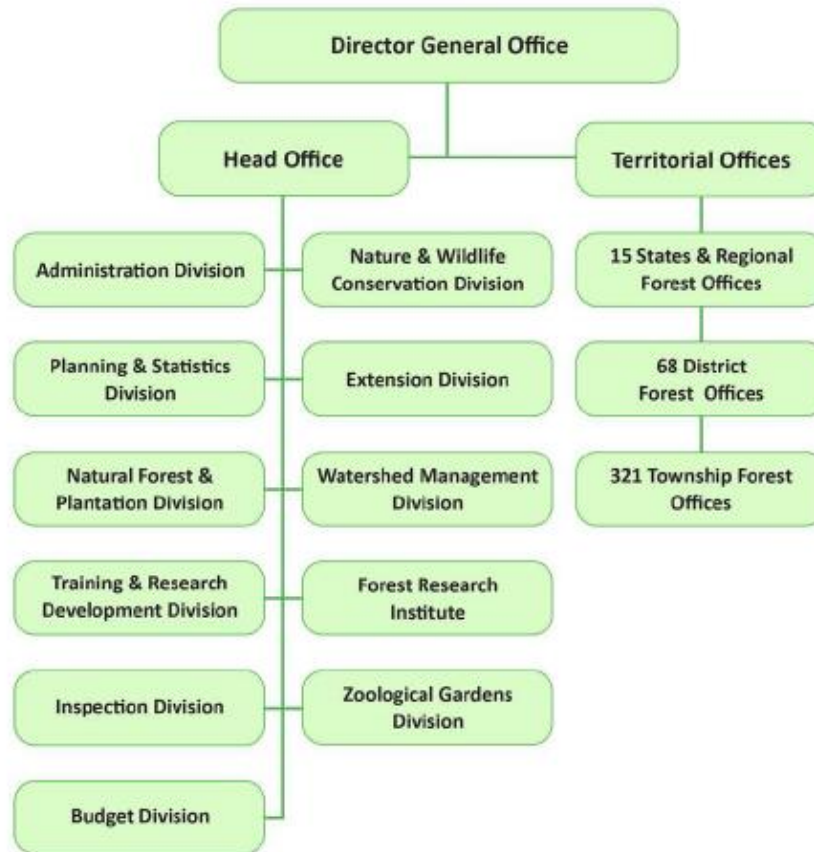 Director General Office
Head Office
Territorial Offices
Administration Division
Nature & Wildlife
Conservation Division
15 States & Regional
Forest Offices
Planning & Statistics
Division
Extension Division
68 District
Forest Offices
Natural Forest &
Plantation Division
Watershed Management
Division
321 Township Forest
Offices
Training & Research
Development Division
Forest Research
Institute
Inspection Division
Zoological Gardens
Division
Budget Division